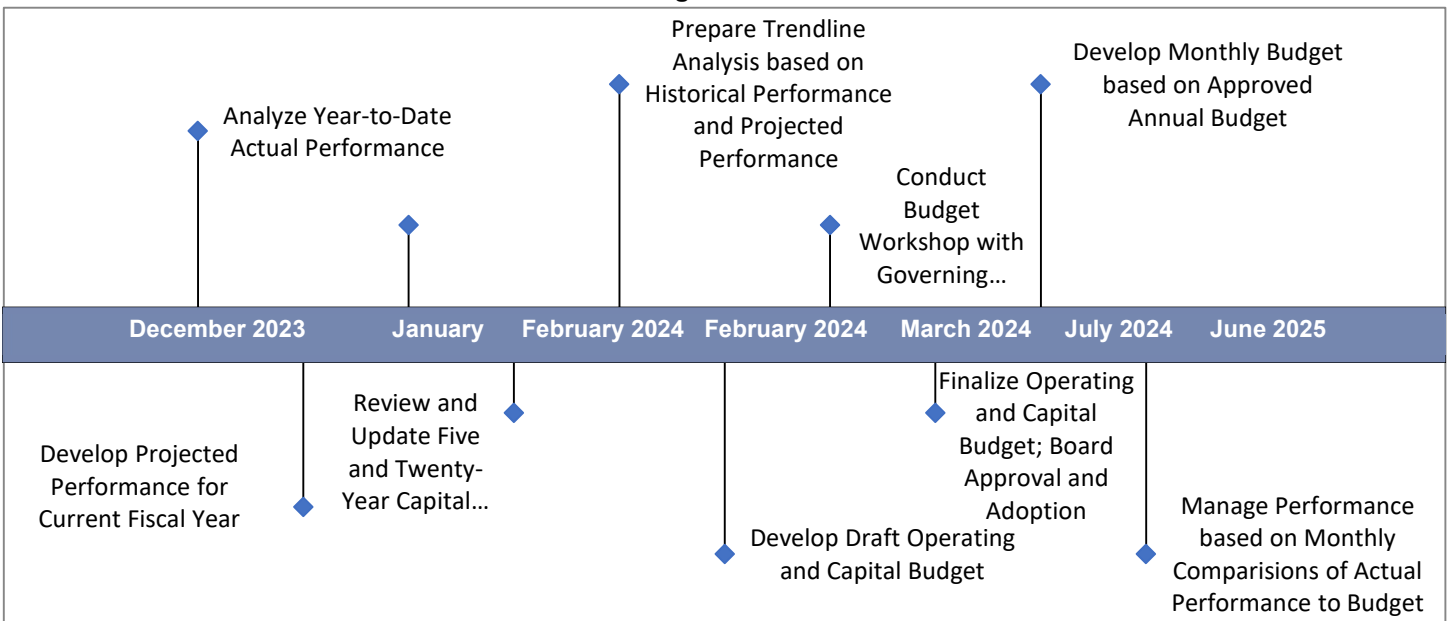 Prepare Trendline
Analysis based on
Historical Performance
and Projected
Performance
Develop Monthly Budget
based on Approved
Annual Budget
Analyze Year-to-Date
Actual Performance
Conduct
Budget
Workshop with
Governing…
December 2023 January February 2024 February 2024 March 2024 July 2024 June 2025
Develop Projected
Performance for
Current Fiscal Year
Review and
Update Five
and Twenty-
Year Capital…
Develop Draft Operating
and Capital Budget
Finalize Operating
and Capital
Budget; Board
Approval and
Adoption
Manage Performance
based on Monthly
Comparisions of Actual
Performance to Budget